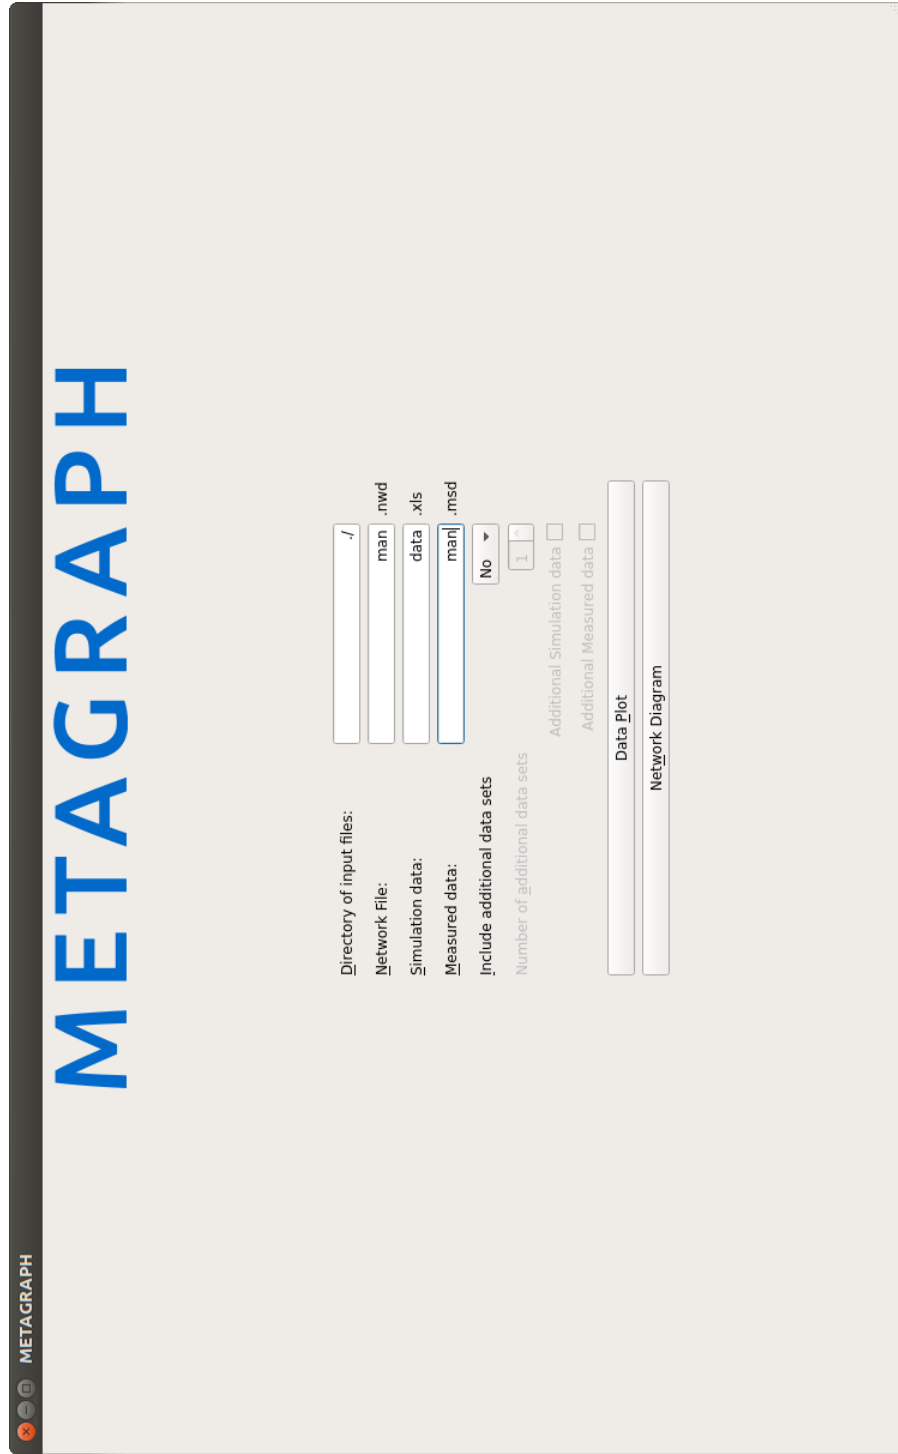 METAGRAPH
METAGRAPH
Directory of input files: ./
Network File: man .nwd
Simulation data: data .xls
Measured data: man .msd
Include additional data sets No
Number of additional data sets 1
Additional Simulation data
Additional Measured data
Data Plot
Network Diagram